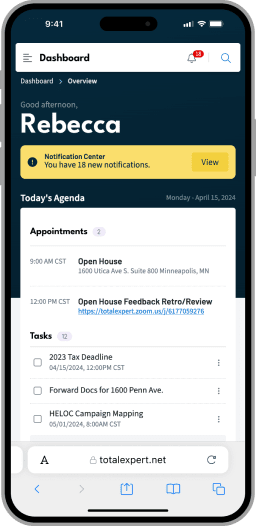 9:41
Dashboard
18
Dashboard > Overview
Good afternoon,
Rebecca
Notification Center
You have 18 new notifications.
View
Today's Agenda
Monday - April 15, 2024
Appointments 2
9:00 AM CST
Open House
1600 Utica Ave S. Suite 800 Minneapolis, MN
12:00 PM CST
Open House Feedback Retro/Review
https://totalexpert.zoom.us/j/6177059276
Tasks 12
2023 Tax Deadline
04/15/2024, 12:00PM CST
Forward Docs for 1600 Penn Ave.
HELOC Campaign Mapping
05/01/2024, 8:00AM CST
A
totalexpert.net